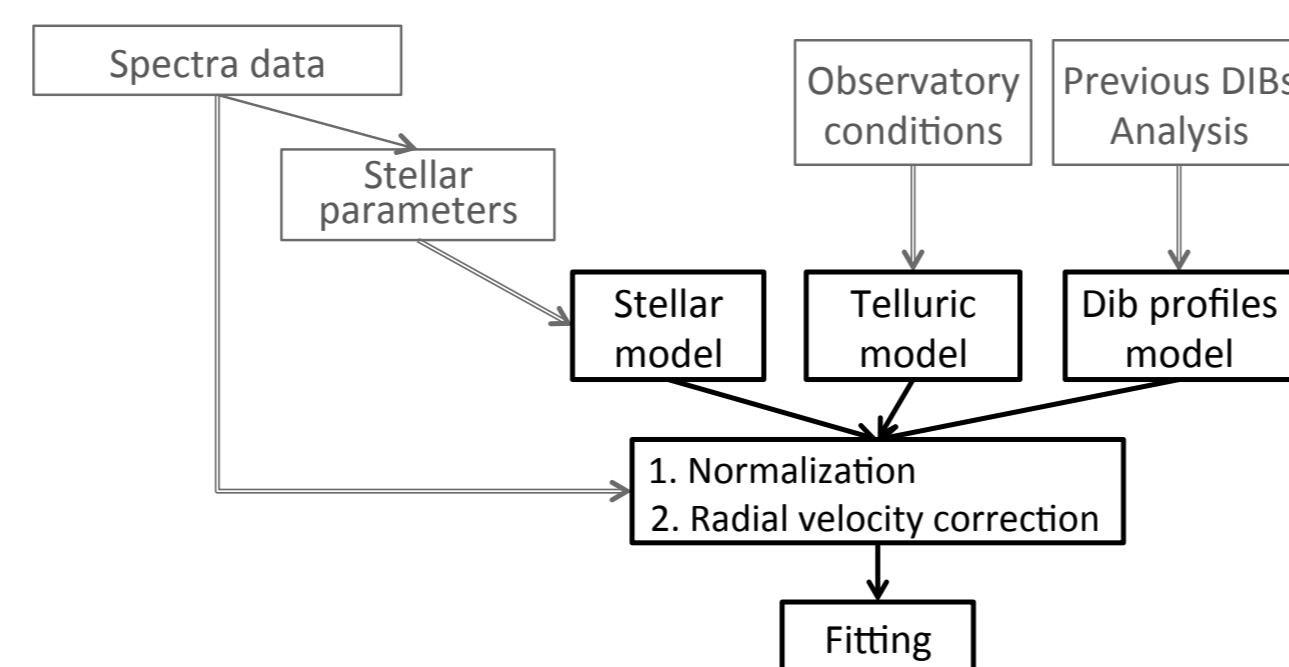 Spectra data
Observatory
conditions
Previous DIBs
Analysis
Stellar
parameters
Stellar
model
Telluric
model
Dib profiles
model
1. Normalization
2. Radial velocity correction
Fitting